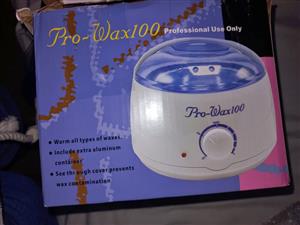 Pro-Wax100 Professional Use Only
Pro-Wax100
• Warm all types of waxes.
• include extra aluminum
container
• See through cover prevents
wax contamination